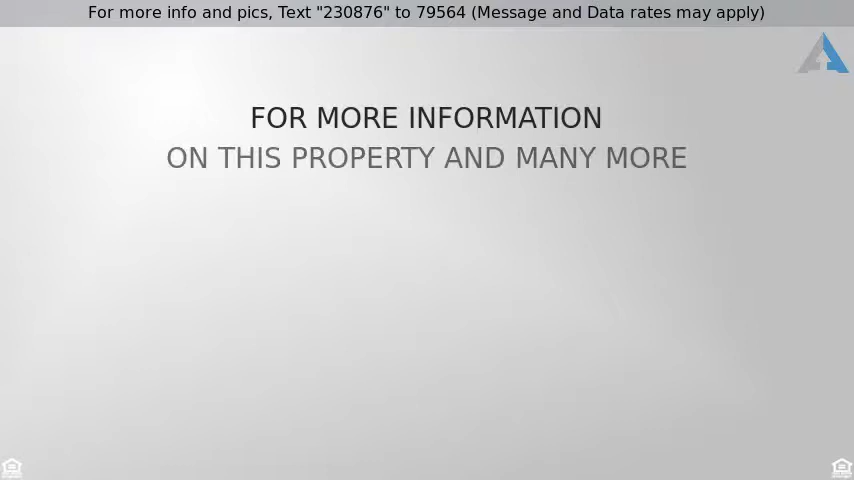 For more info and pics, Text "230876" to 79564 (Message and Data rates may apply)
FOR MORE INFORMATION
ON THIS PROPERTY AND MANY MORE